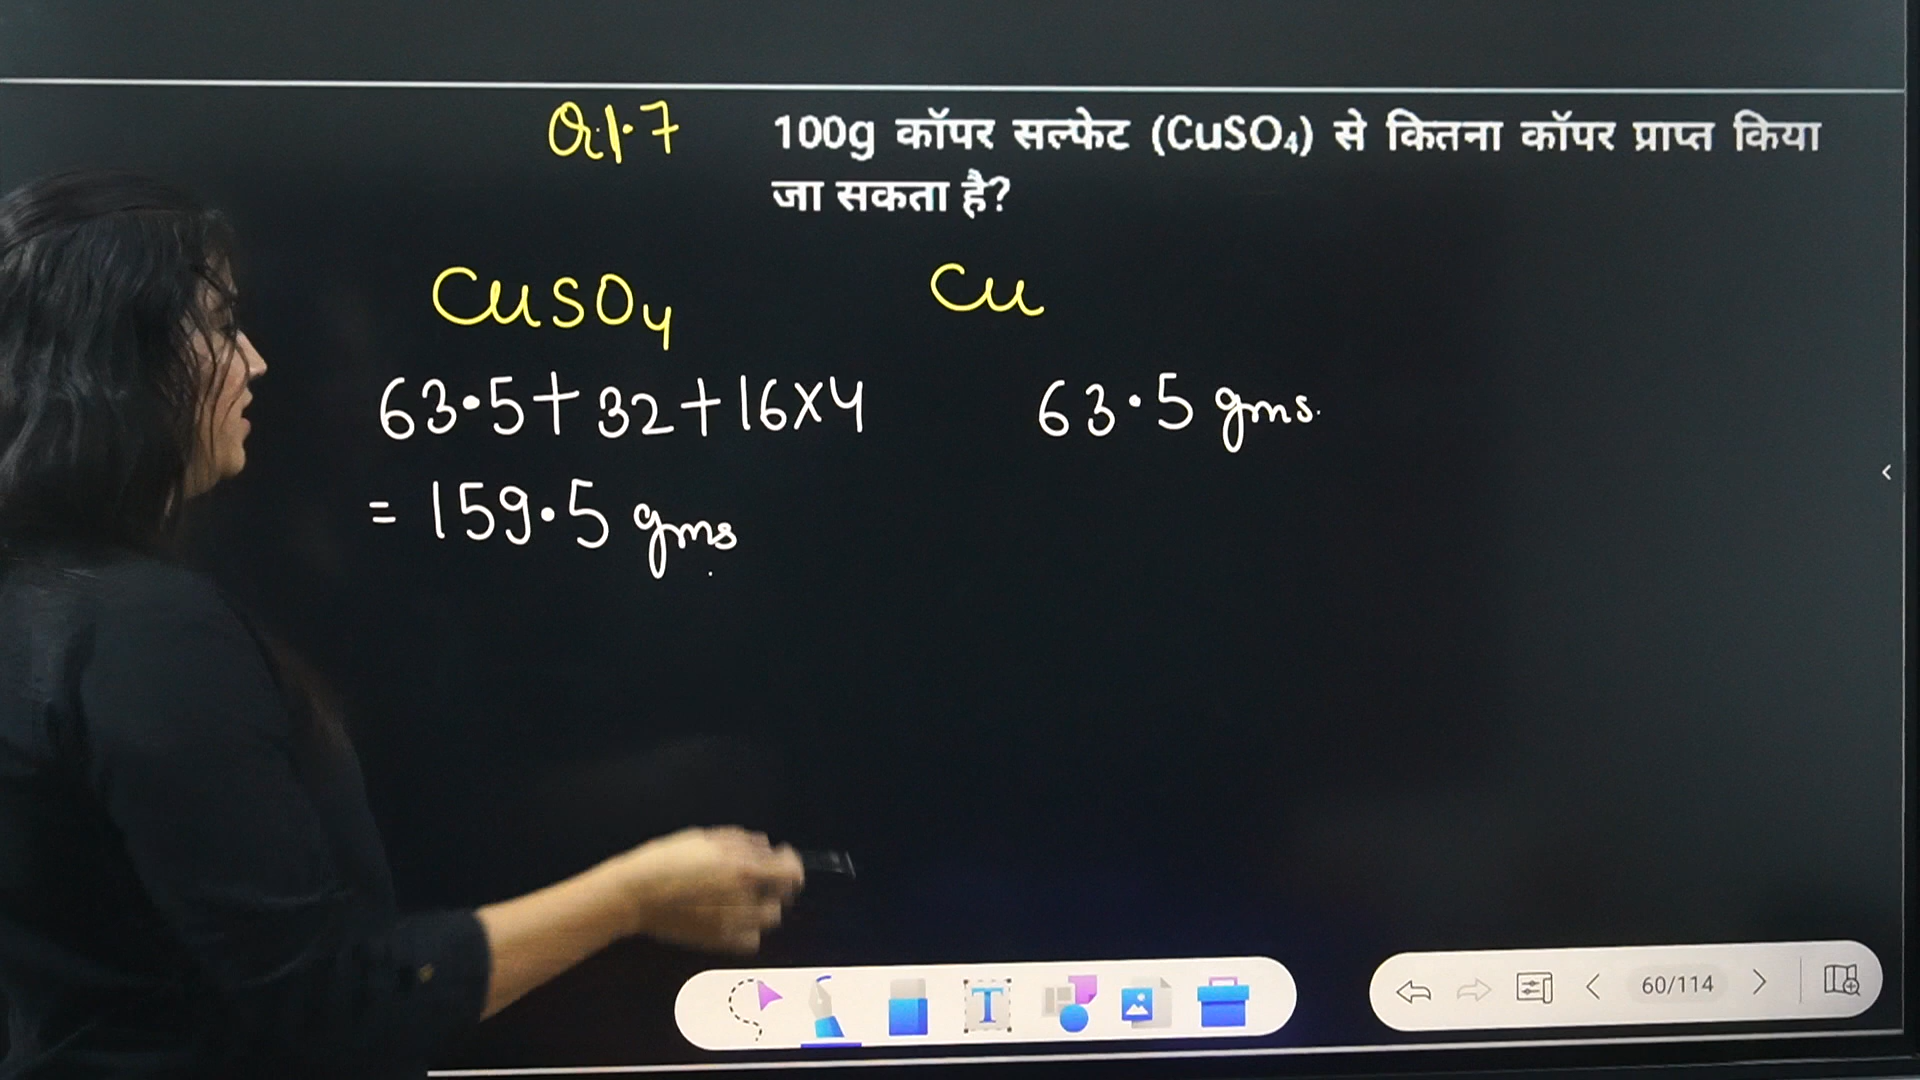 Q.1.7
100g कॉपर सल्फेट (CuSO₄) से कितना कॉपर प्राप्त किया
जा सकता है?
CuSO₄ Cu
63.5+32+16×4 63.5 gms.
= 159.5 gms
T
60/114